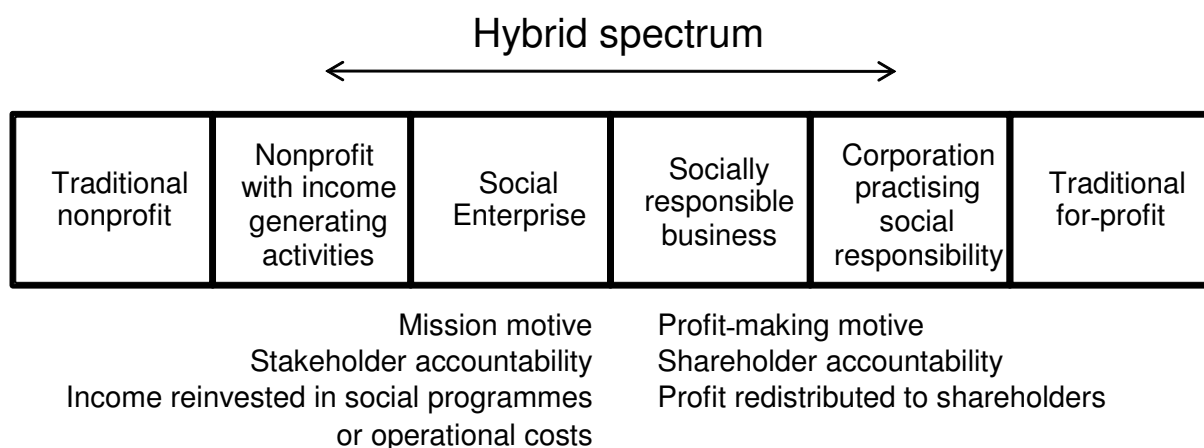 Hybrid spectrum
Traditional
nonprofit
Nonprofit
with income
generating
activities
Social
Enterprise
Socially
responsible
business
Corporation
practising
social
responsibility
Traditional
for-profit
Mission motive
Stakeholder accountability
Income reinvested in social programmes
or operational costs
Profit-making motive
Shareholder accountability
Profit redistributed to shareholders